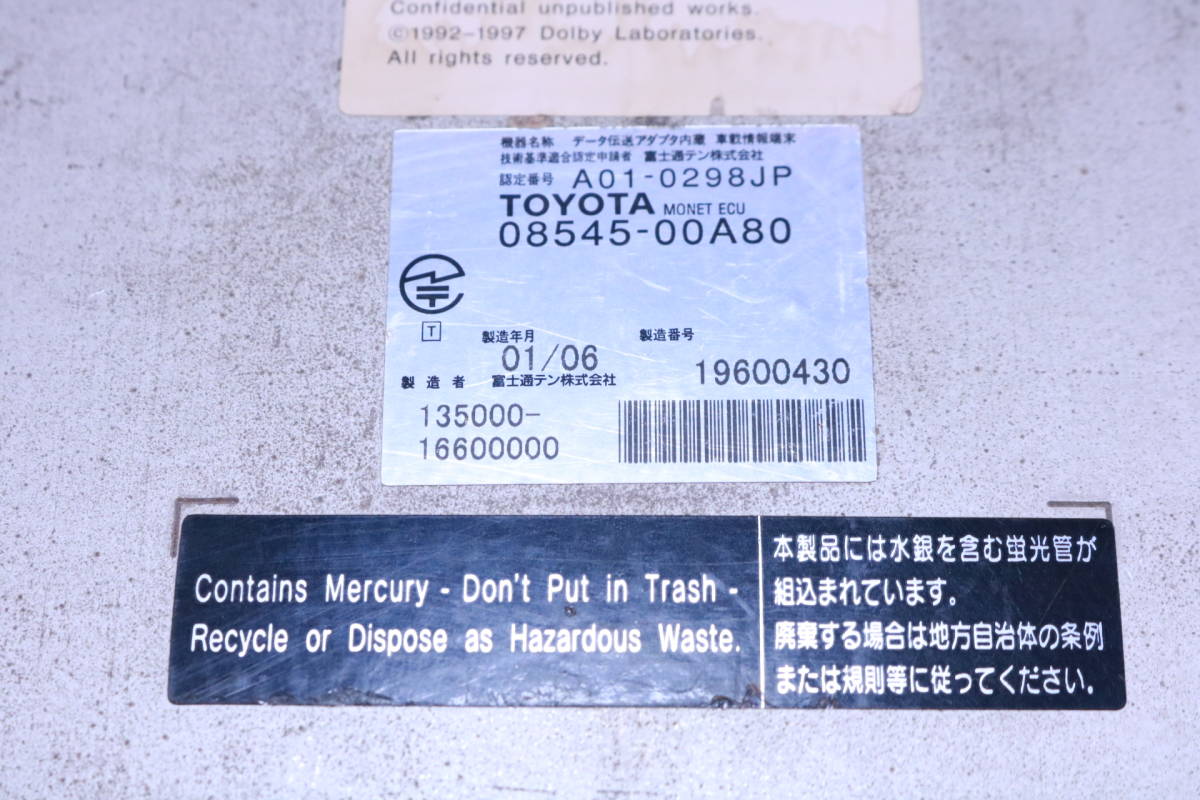 Confidential unpublished works.
©1992-1997 Dolby Laboratories.
All rights reserved.
機器名称 データ伝送アダプタ内蔵 車載情報端末
技術基準適合認定申請者 富士通テン株式会社
認定番号 A01-0298JP
TOYOTA MONET ECU
08545-00A80
T
製造年月 製造番号
01/06 19600430
製造者 富士通テン株式会社
135000-
16600000
Contains Mercury - Don't Put in Trash -
Recycle or Dispose as Hazardous Waste.
本製品には水銀を含む蛍光管が
組込まれています。
廃棄する場合は地方自治体の条例
または規則等に従ってください。